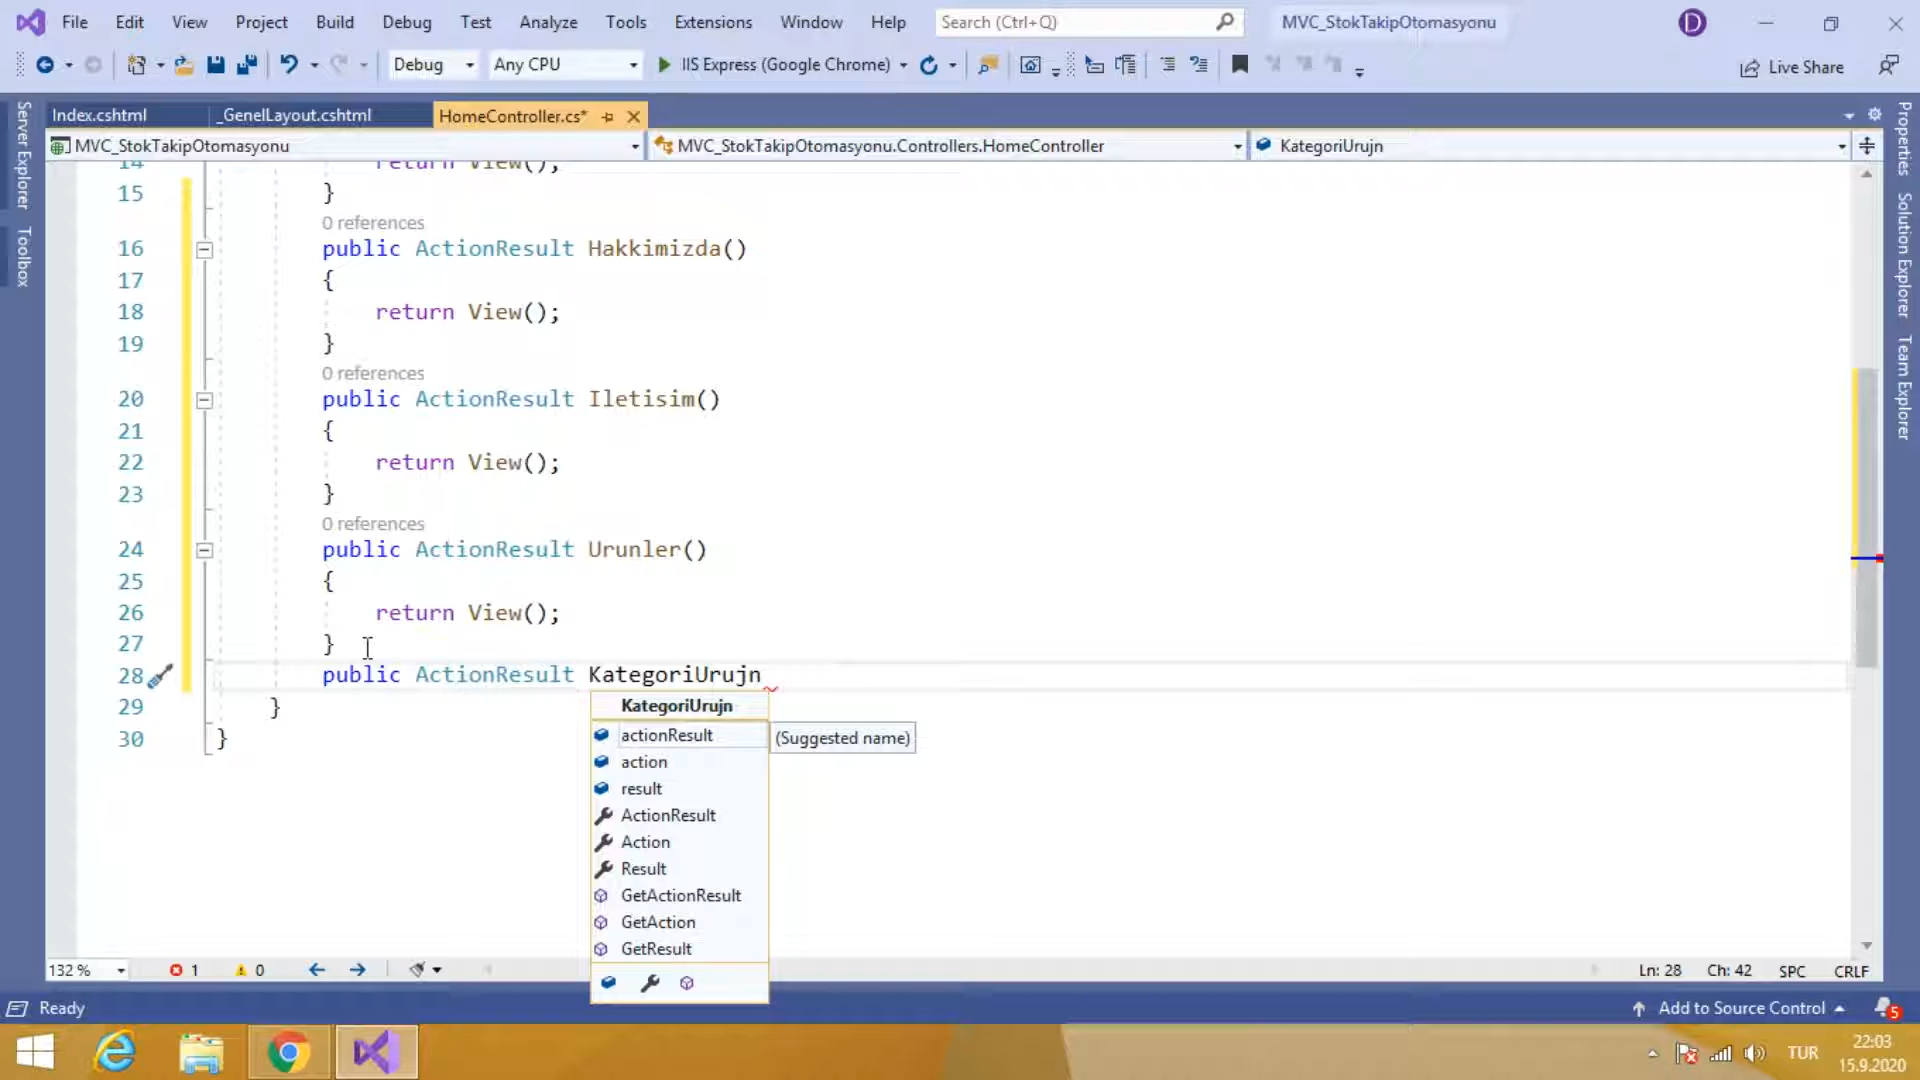 File Edit View Project Build Debug Test Analyze Tools Extensions Window Help Search (Ctrl+Q) MVC_StokTakipOtomasyonu D
Debug Any CPU IIS Express (Google Chrome) Live Share
Index.cshtml _GenelLayout.cshtml HomeController.cs*
MVC_StokTakipOtomasyonu MVC_StokTakipOtomasyonu.Controllers.HomeController KategoriUrujn
Server Explorer
Toolbox
Properties
Solution Explorer
Team Explorer
14 return View();
15 }
0 references
16 public ActionResult Hakkimizda()
17 {
18 return View();
19 }
0 references
20 public ActionResult Iletisim()
21 {
22 return View();
23 }
0 references
24 public ActionResult Urunler()
25 {
26 return View();
27 }
28 public ActionResult KategoriUrujn
29 }
30 }
KategoriUrujn
actionResult (Suggested name)
action
result
ActionResult
Action
Result
GetActionResult
GetAction
GetResult
132 % 1 0 Ln: 28 Ch: 42 SPC CRLF
Ready Add to Source Control 5
TUR 22:03
15.9.2020